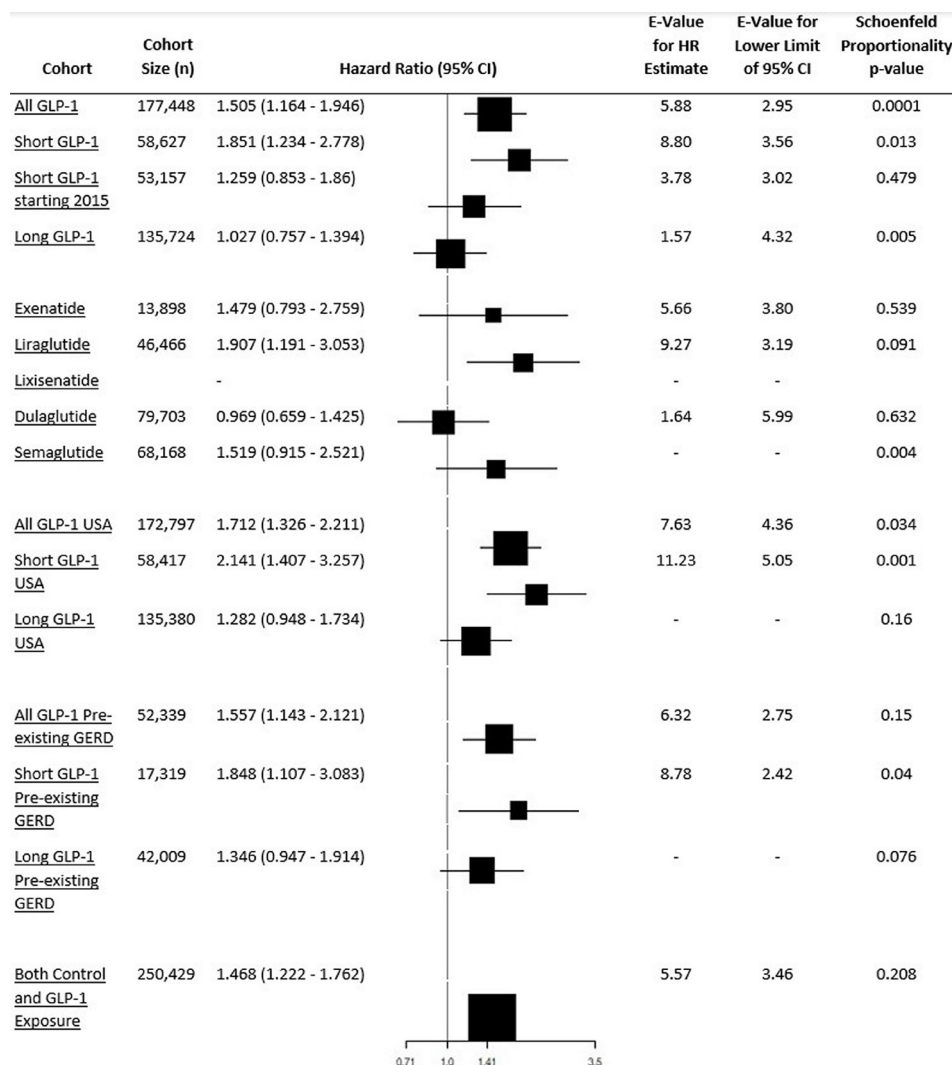 Cohort Cohort Size (n) Hazard Ratio (95% CI) E-Value for HR Estimate E-Value for Lower Limit of 95% CI Schoenfeld Proportionality p-value
All GLP-1 177,448 1.505 (1.164 - 1.946) 5.88 2.95 0.0001
Short GLP-1 58,627 1.851 (1.234 - 2.778) 8.80 3.56 0.013
Short GLP-1 53,157 1.259 (0.853 - 1.86) 3.78 3.02 0.479
starting 2015
Long GLP-1 135,724 1.027 (0.757 - 1.394) 1.57 4.32 0.005
Exenatide 13,898 1.479 (0.793 - 2.759) 5.66 3.80 0.539
Liraglutide 46,466 1.907 (1.191 - 3.053) 9.27 3.19 0.091
Lixisenatide - - -
Dulaglutide 79,703 0.969 (0.659 - 1.425) 1.64 5.99 0.632
Semaglutide 68,168 1.519 (0.915 - 2.521) - - 0.004
All GLP-1 USA 172,797 1.712 (1.326 - 2.211) 7.63 4.36 0.034
Short GLP-1 58,417 2.141 (1.407 - 3.257) 11.23 5.05 0.001
USA
Long GLP-1 135,380 1.282 (0.948 - 1.734) - - 0.16
USA
All GLP-1 Pre- 52,339 1.557 (1.143 - 2.121) 6.32 2.75 0.15
existing GERD
Short GLP-1 17,319 1.848 (1.107 - 3.083) 8.78 2.42 0.04
Pre-existing
GERD
Long GLP-1 42,009 1.346 (0.947 - 1.914) - - 0.076
Pre-existing
GERD
Both Control 250,429 1.468 (1.222 - 1.762) 5.57 3.46 0.208
and GLP-1
Exposure
0.71 1.0 1.41 3.5